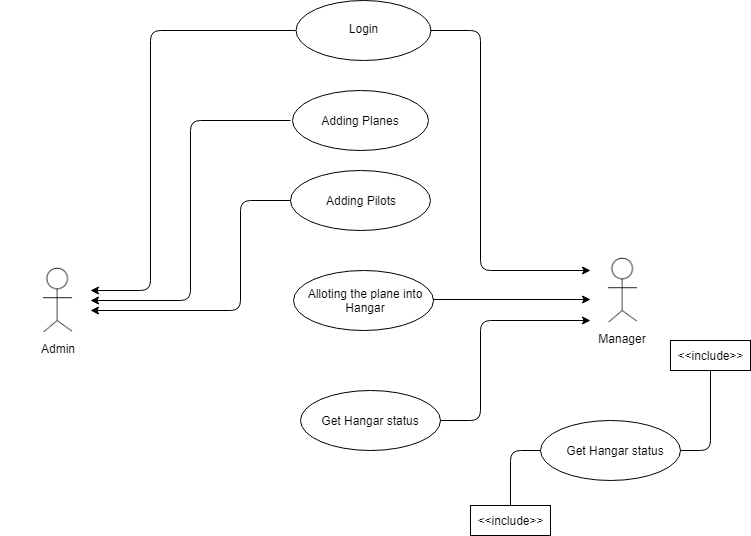 Login
Adding Planes
Adding Pilots
Alloting the plane into
Hangar
Admin
Manager
<<include>>
Get Hangar status
Get Hangar status
<<include>>